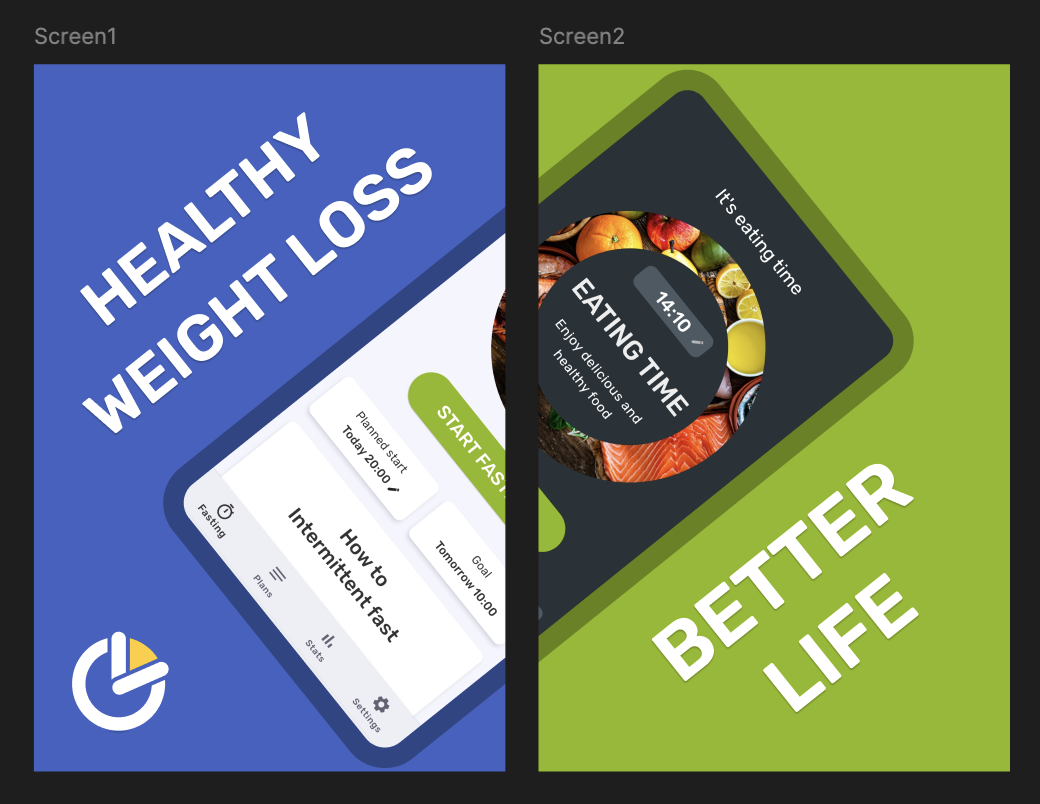 Screen1
HEALTHY
WEIGHT LOSS
START FAST
Planned start
Today 20:00
Goal
Tomorrow 10:00
How to
Intermittent fast
Fasting
Plans
Stats
Settings
Screen2
It's eating time
14:10
EATING TIME
Enjoy delicious and
healthy food
BETTER
LIFE